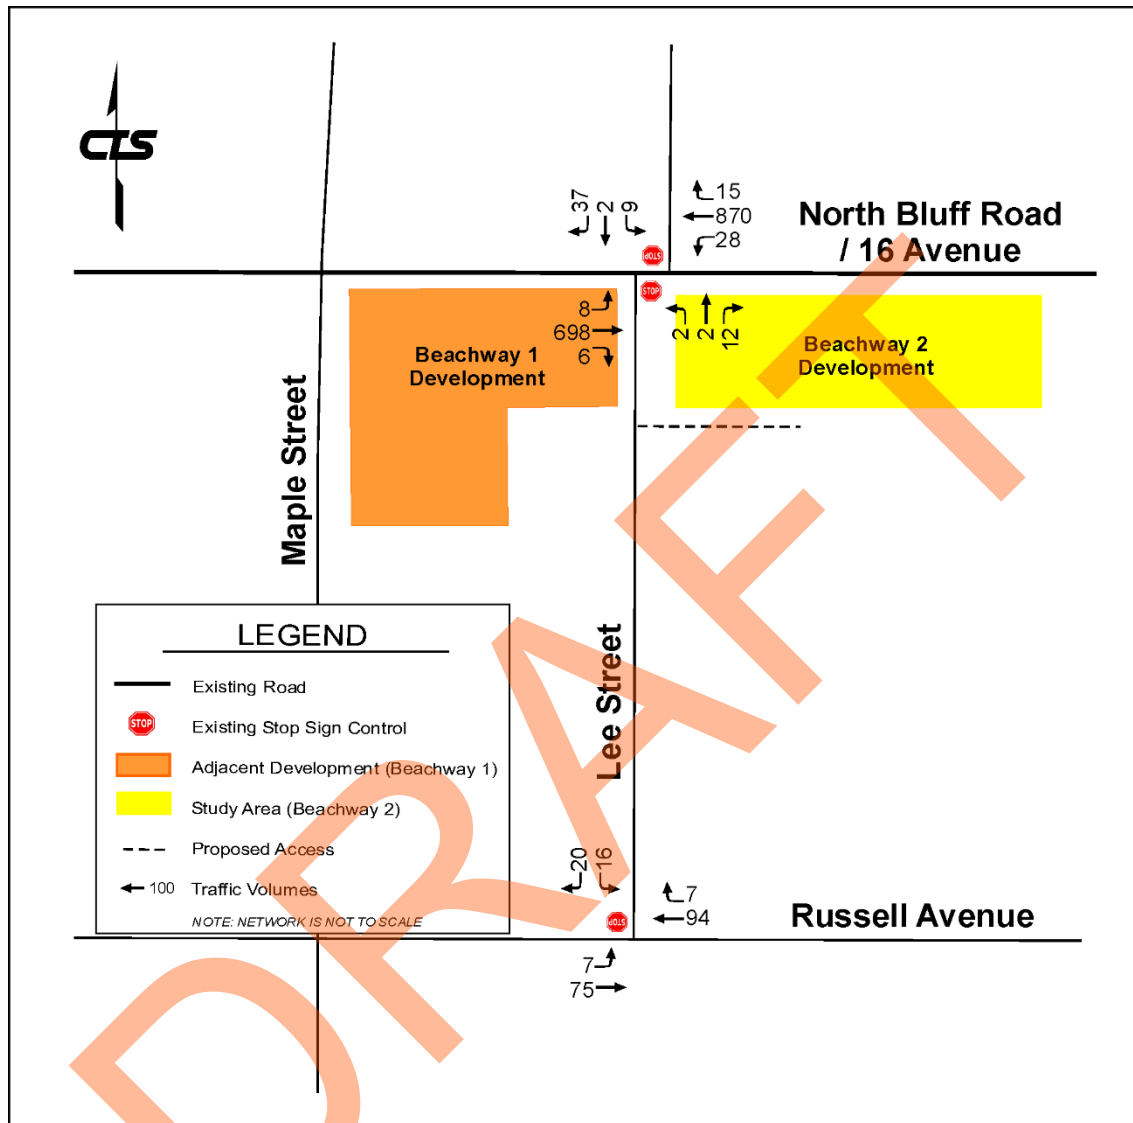 CTS
37
2
9
15
870
28
North Bluff Road
/ 16 Avenue
STOP
STOP
8
698
6
2
2
12
Beachway 1
Development
Beachway 2
Development
Maple Street
Lee Street
LEGEND
Existing Road
STOP
Existing Stop Sign Control
Adjacent Development (Beachway 1)
Study Area (Beachway 2)
Proposed Access
100 Traffic Volumes
NOTE: NETWORK IS NOT TO SCALE
20
16
7
94
STOP
Russell Avenue
7
75
DRAFT